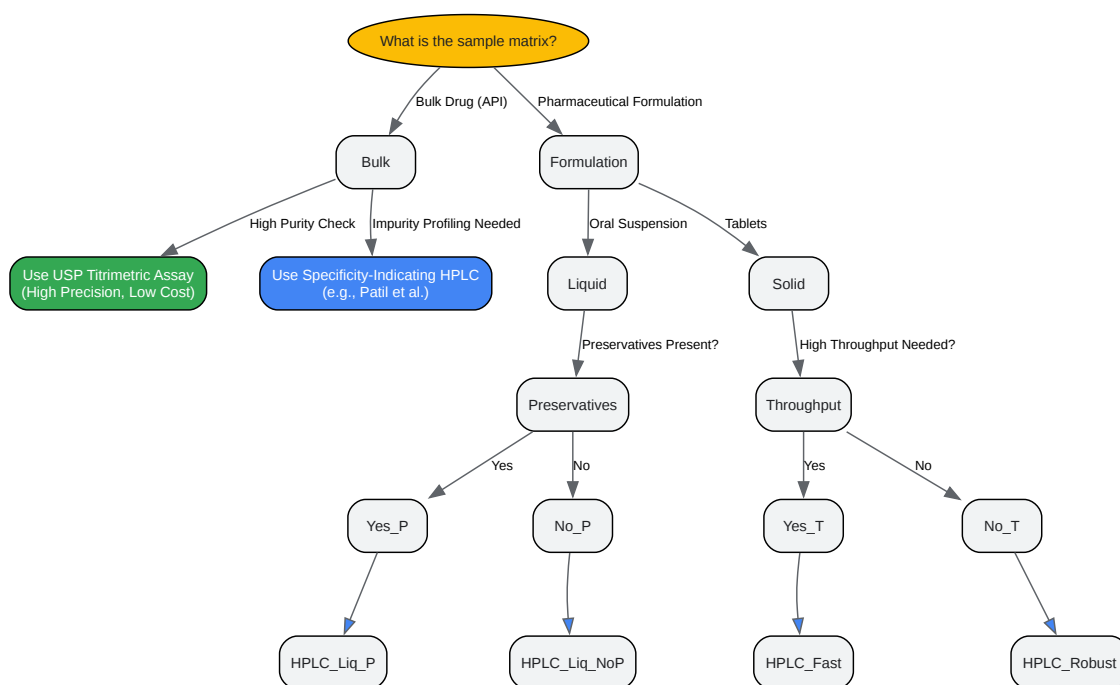 What is the sample matrix?
Bulk Drug (API)
Pharmaceutical Formulation
Bulk
Formulation
High Purity Check
Impurity Profiling Needed
Oral Suspension
Tablets
Use USP Titrimetric Assay
(High Precision, Low Cost)
Use Specificity-Indicating HPLC
(e.g., Patil et al.)
Liquid
Solid
Preservatives Present?
High Throughput Needed?
Preservatives
Throughput
Yes
No
Yes
No
Yes_P
No_P
Yes_T
No_T
HPLC_Liq_P
HPLC_Liq_NoP
HPLC_Fast
HPLC_Robust